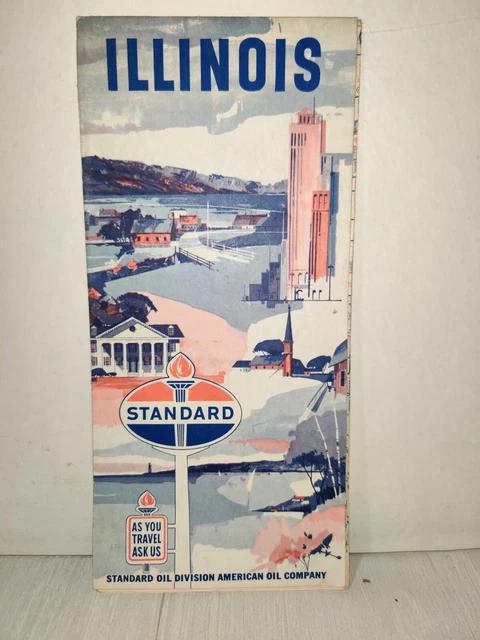 ILLINOIS
STANDARD
AS YOU
TRAVEL
ASK US
STANDARD OIL DIVISION AMERICAN OIL COMPANY